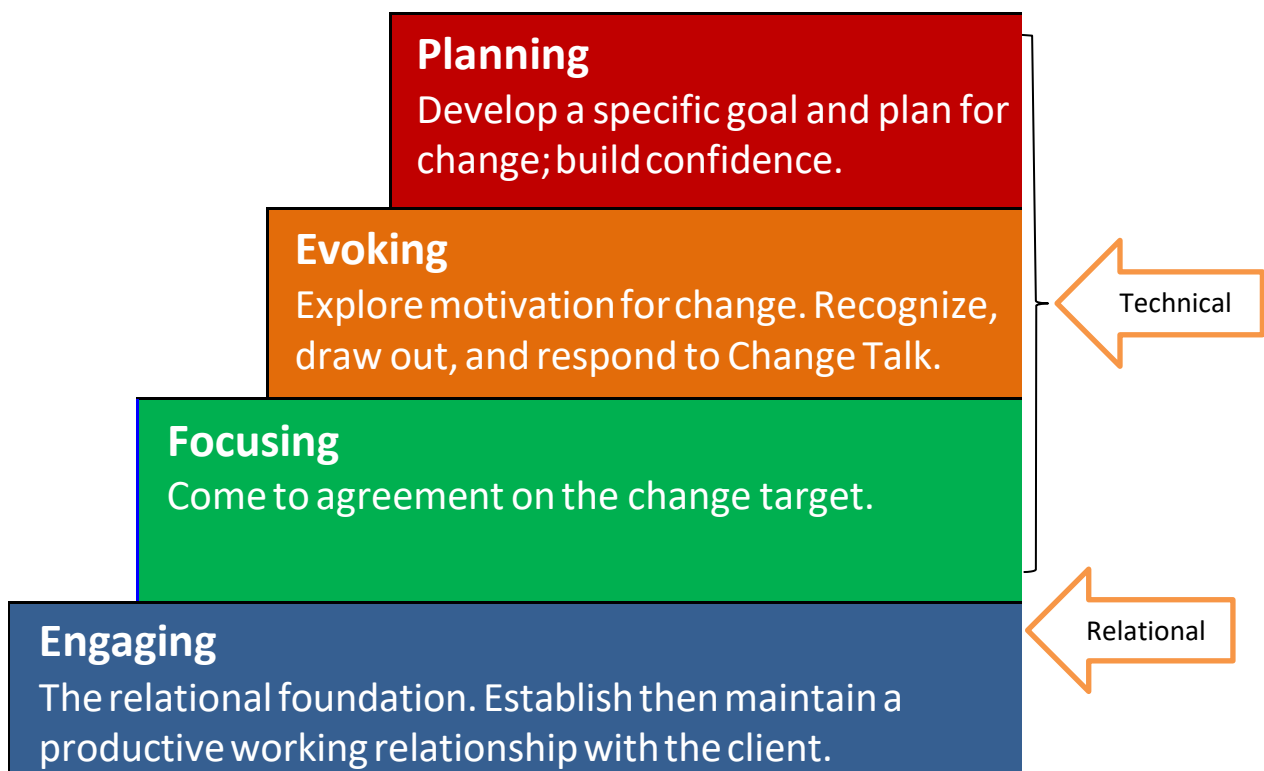 Planning
Develop a specific goal and plan for
change; build confidence.
Evoking
Explore motivation for change. Recognize,
draw out, and respond to Change Talk.
Technical
Focusing
Come to agreement on the change target.
Relational
Engaging
The relational foundation. Establish then maintain a
productive working relationship with the client.